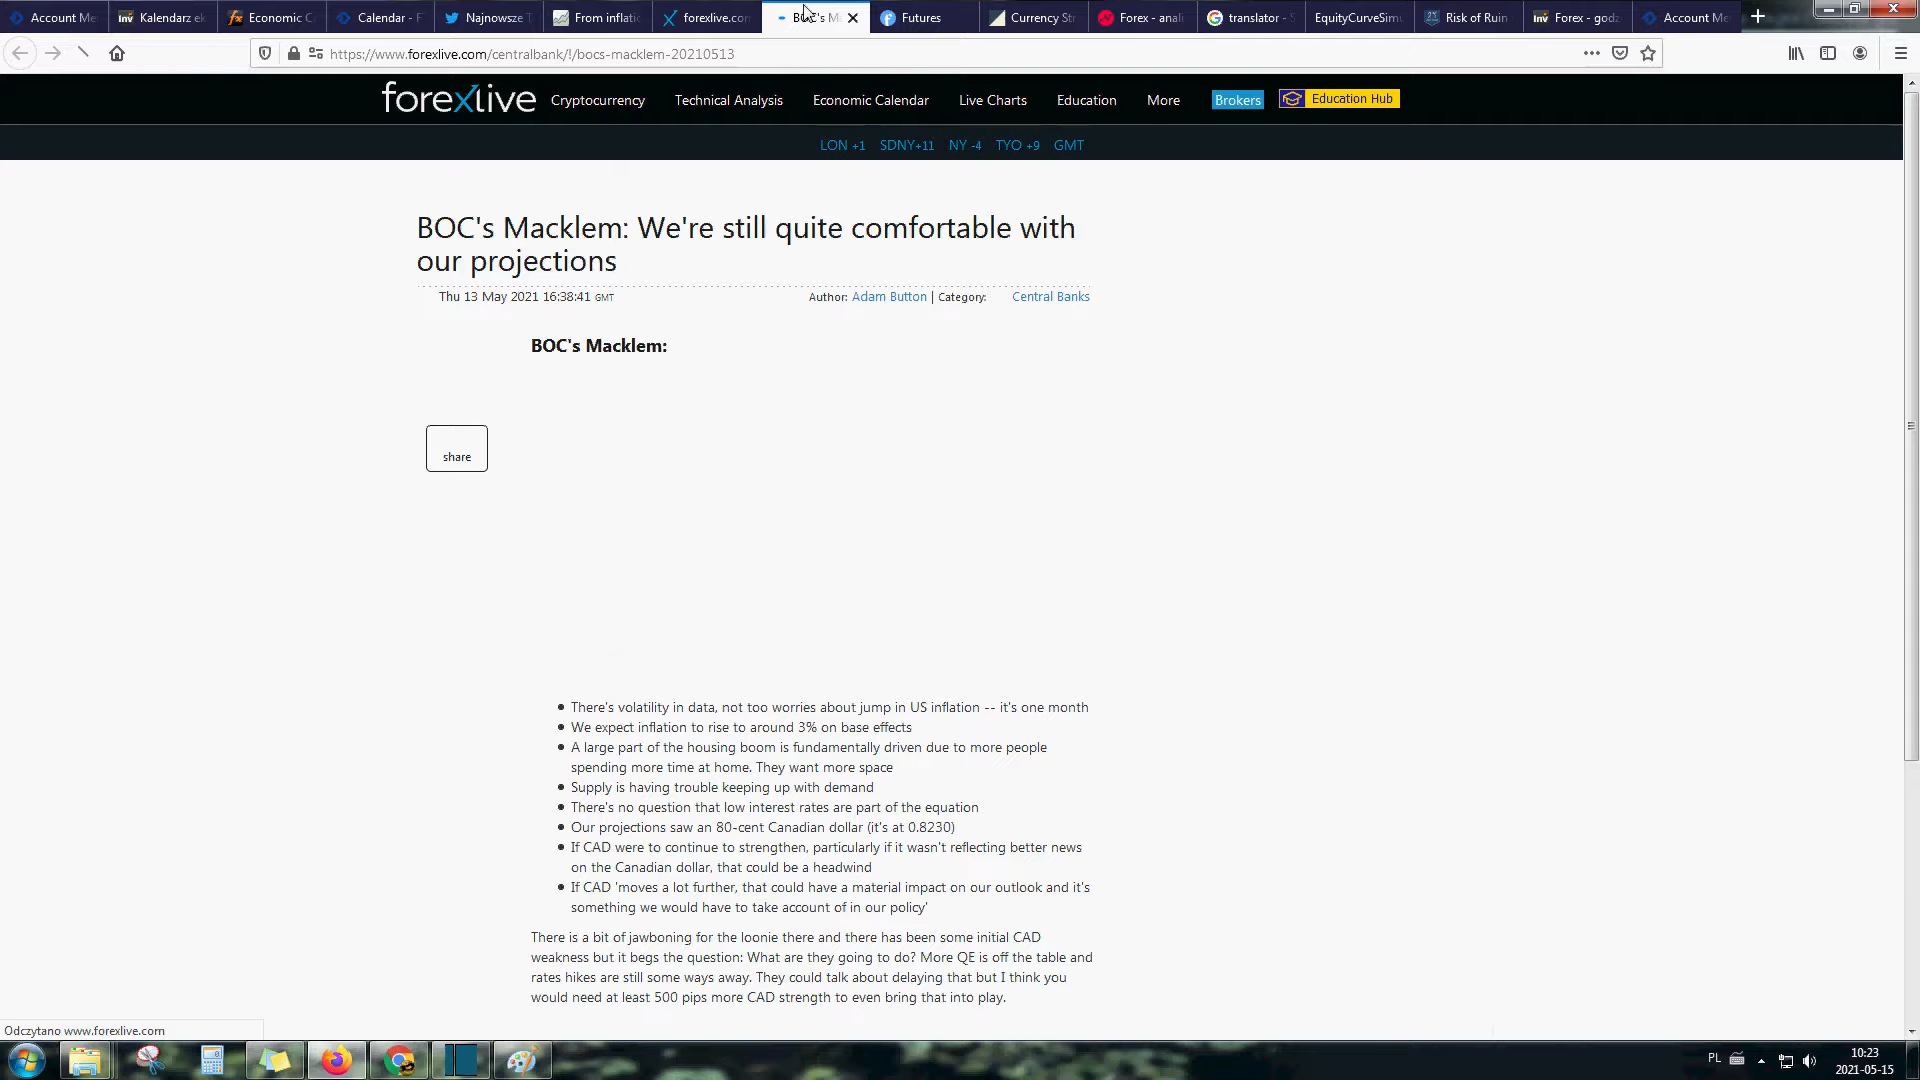 Account Me
Kalendarz ek
Economic C
Calendar - F
Najnowsze T
From inflatio
forexlive.com
BOC's Ma
Futures
Currency Str
Forex - anali
translator - S
EquityCurveSimu
Risk of Ruin
Forex - godz
Account Me
https://www.forexlive.com/centralbank/!/bocs-macklem-20210513
forexlive Cryptocurrency Technical Analysis Economic Calendar Live Charts Education More Brokers Education Hub
LON +1 SDNY+11 NY -4 TYO +9 GMT
BOC's Macklem: We're still quite comfortable with
our projections
Thu 13 May 2021 16:38:41 GMT Author: Adam Button | Category: Central Banks
BOC's Macklem:
share
There's volatility in data, not too worries about jump in US inflation -- it's one month
We expect inflation to rise to around 3% on base effects
A large part of the housing boom is fundamentally driven due to more people
spending more time at home. They want more space
Supply is having trouble keeping up with demand
There's no question that low interest rates are part of the equation
Our projections saw an 80-cent Canadian dollar (it's at 0.8230)
If CAD were to continue to strengthen, particularly if it wasn't reflecting better news
on the Canadian dollar, that could be a headwind
If CAD 'moves a lot further, that could have a material impact on our outlook and it's
something we would have to take account of in our policy'
There is a bit of jawboning for the loonie there and there has been some initial CAD
weakness but it begs the question: What are they going to do? More QE is off the table and
rates hikes are still some ways away. They could talk about delaying that but I think you
would need at least 500 pips more CAD strength to even bring that into play.
Odczytano www.forexlive.com
PL
10:23
2021-05-15